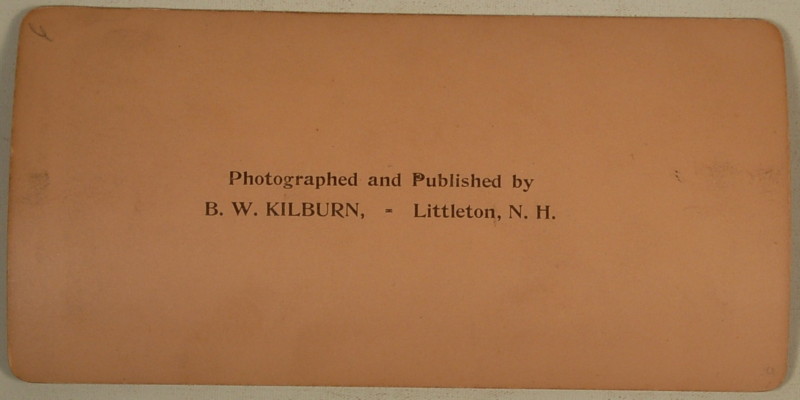 Photographed and Published by
B. W. KILBURN, - Littleton, N. H.